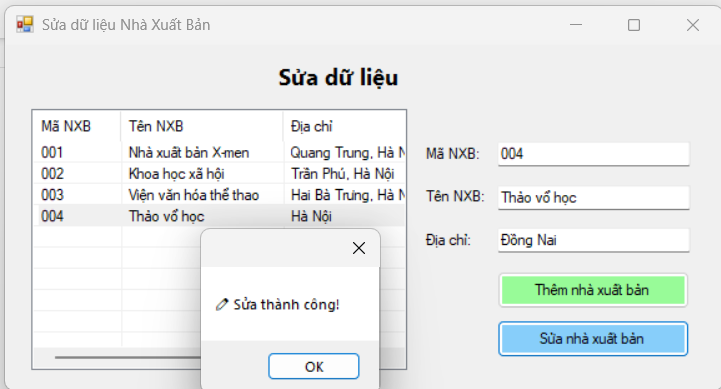 Sửa dữ liệu Nhà Xuất Bản
Sửa dữ liệu
Mã NXB Tên NXB Địa chỉ
001 Nhà xuất bản X-men Quang Trung, Hà N
002 Khoa học xã hội Trần Phú, Hà Nội
003 Viện văn hóa thể thao Hai Bà Trưng, Hà N
004 Thảo vổ học Hà Nội
Mã NXB: 004
Tên NXB: Thảo vổ học
Địa chỉ: Đồng Nai
Thêm nhà xuất bản
Sửa nhà xuất bản
Sửa thành công!
OK